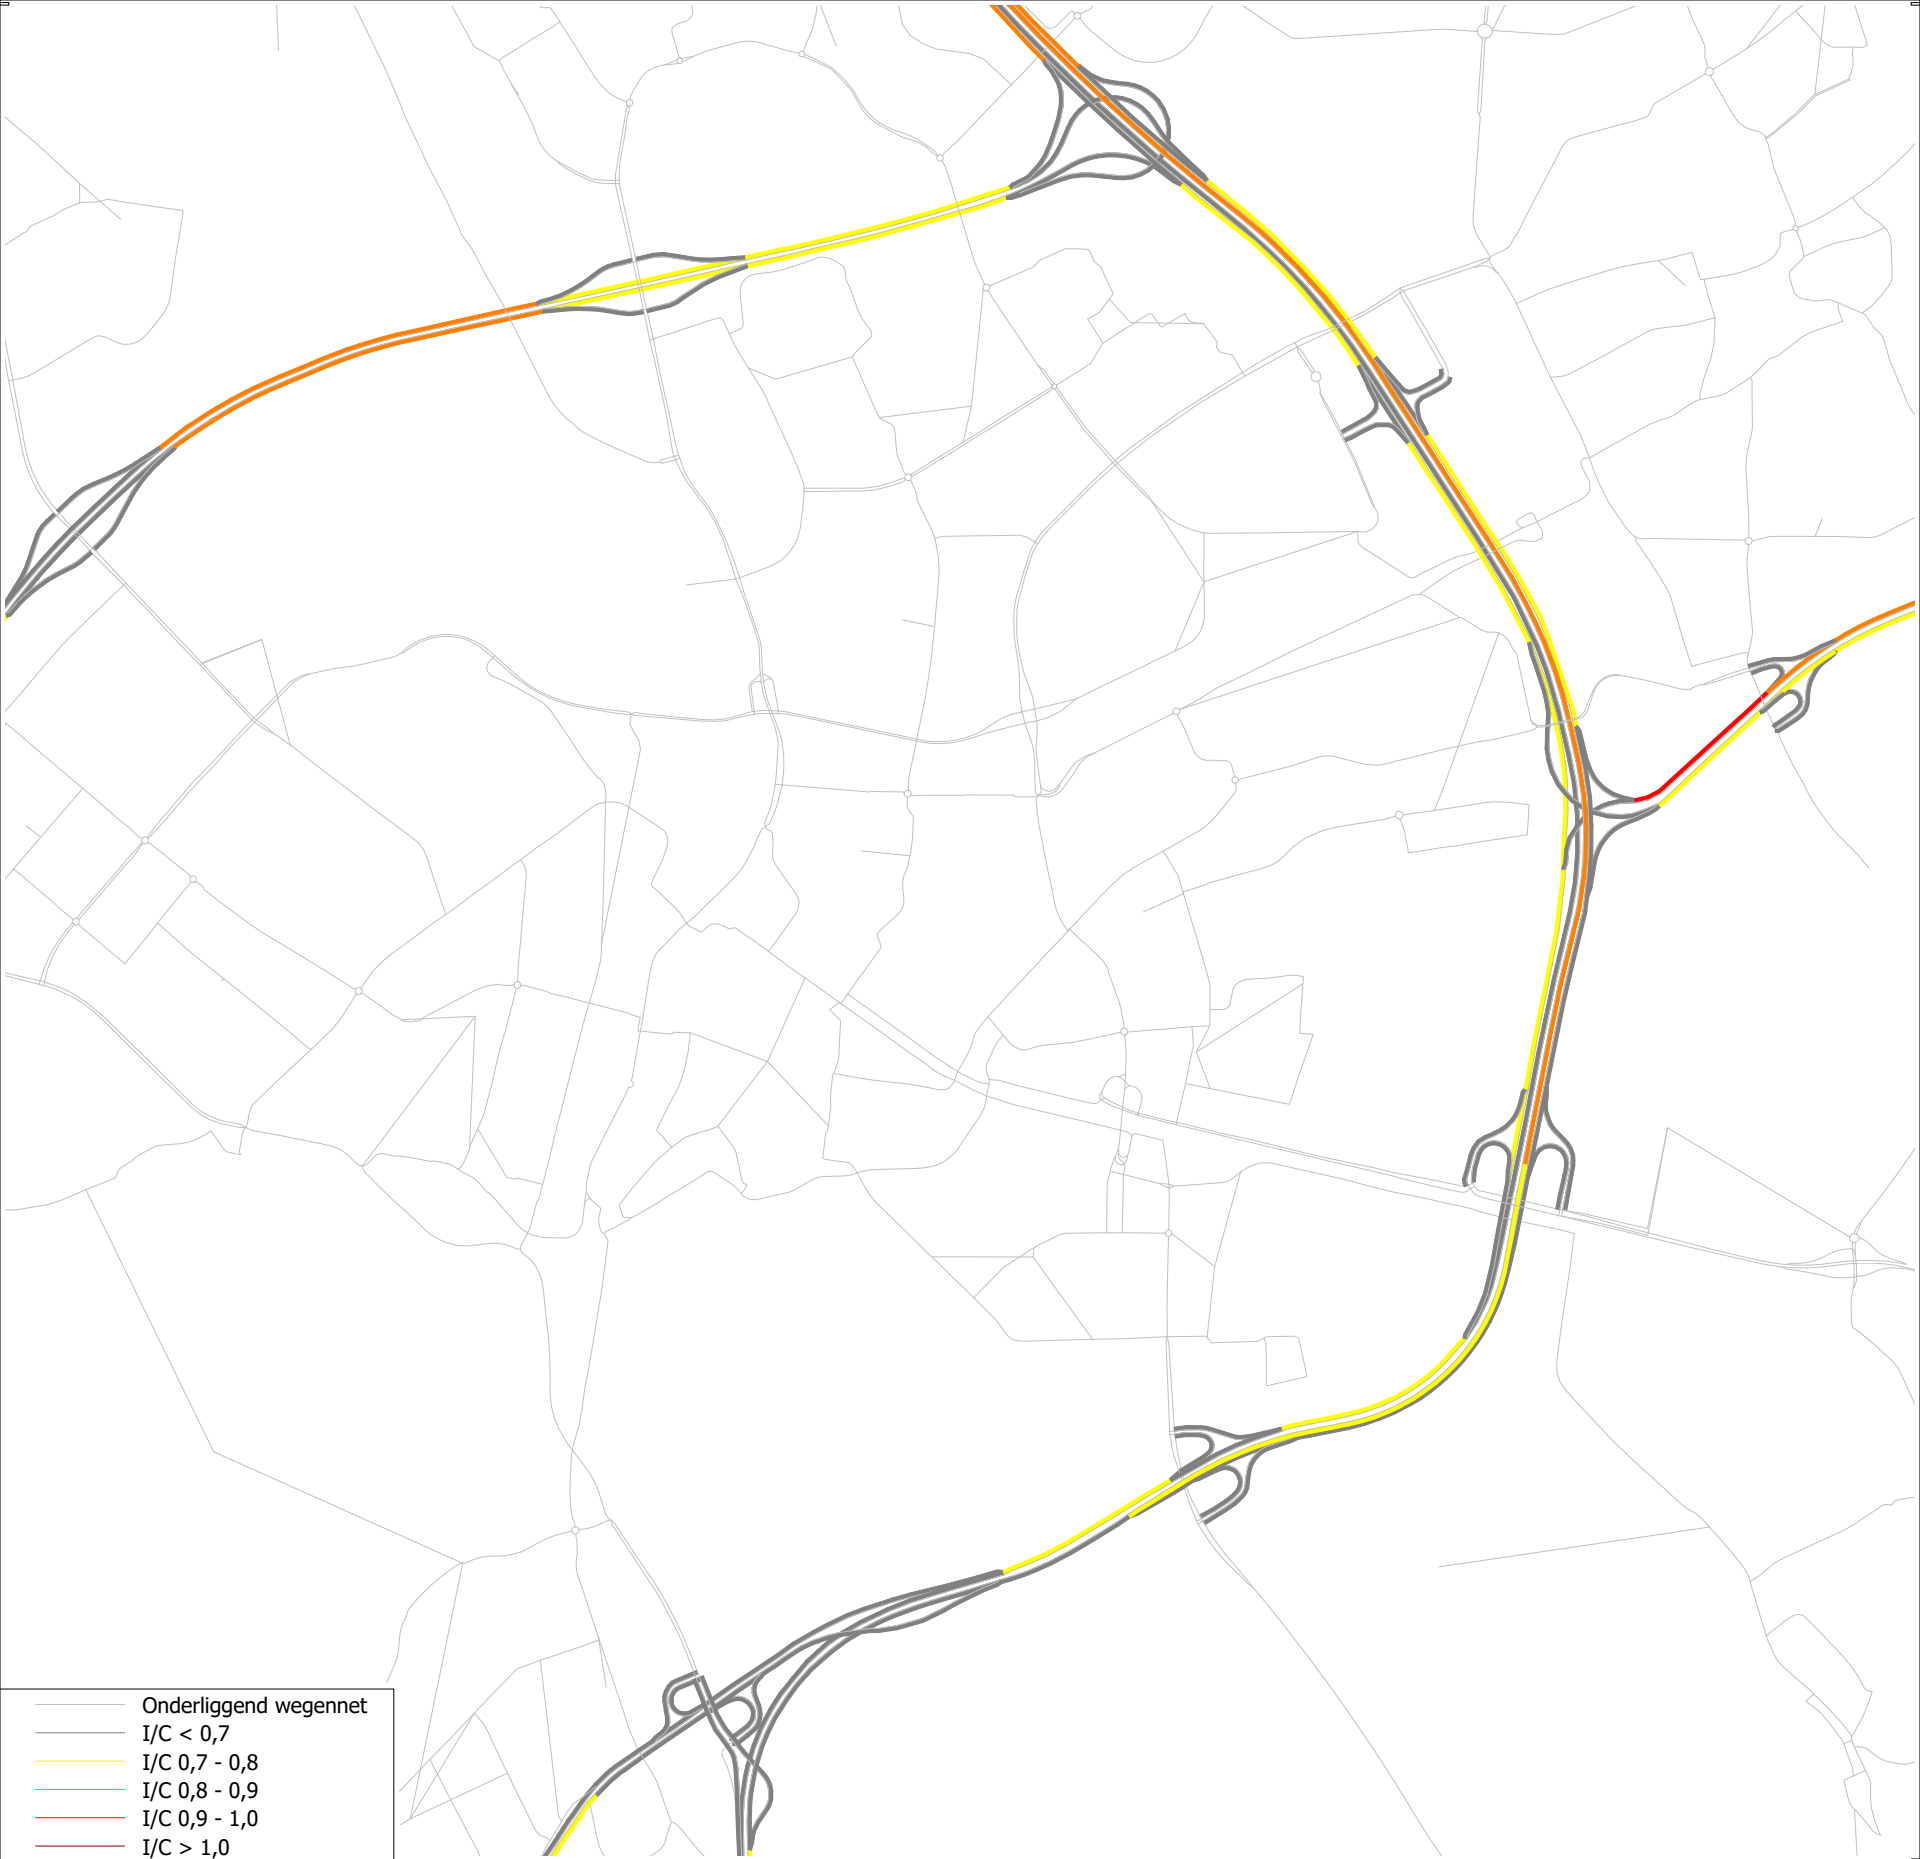 Onderliggend wegennet
I/C < 0,7
I/C 0,7 - 0,8
I/C 0,8 - 0,9
I/C 0,9 - 1,0
I/C > 1,0